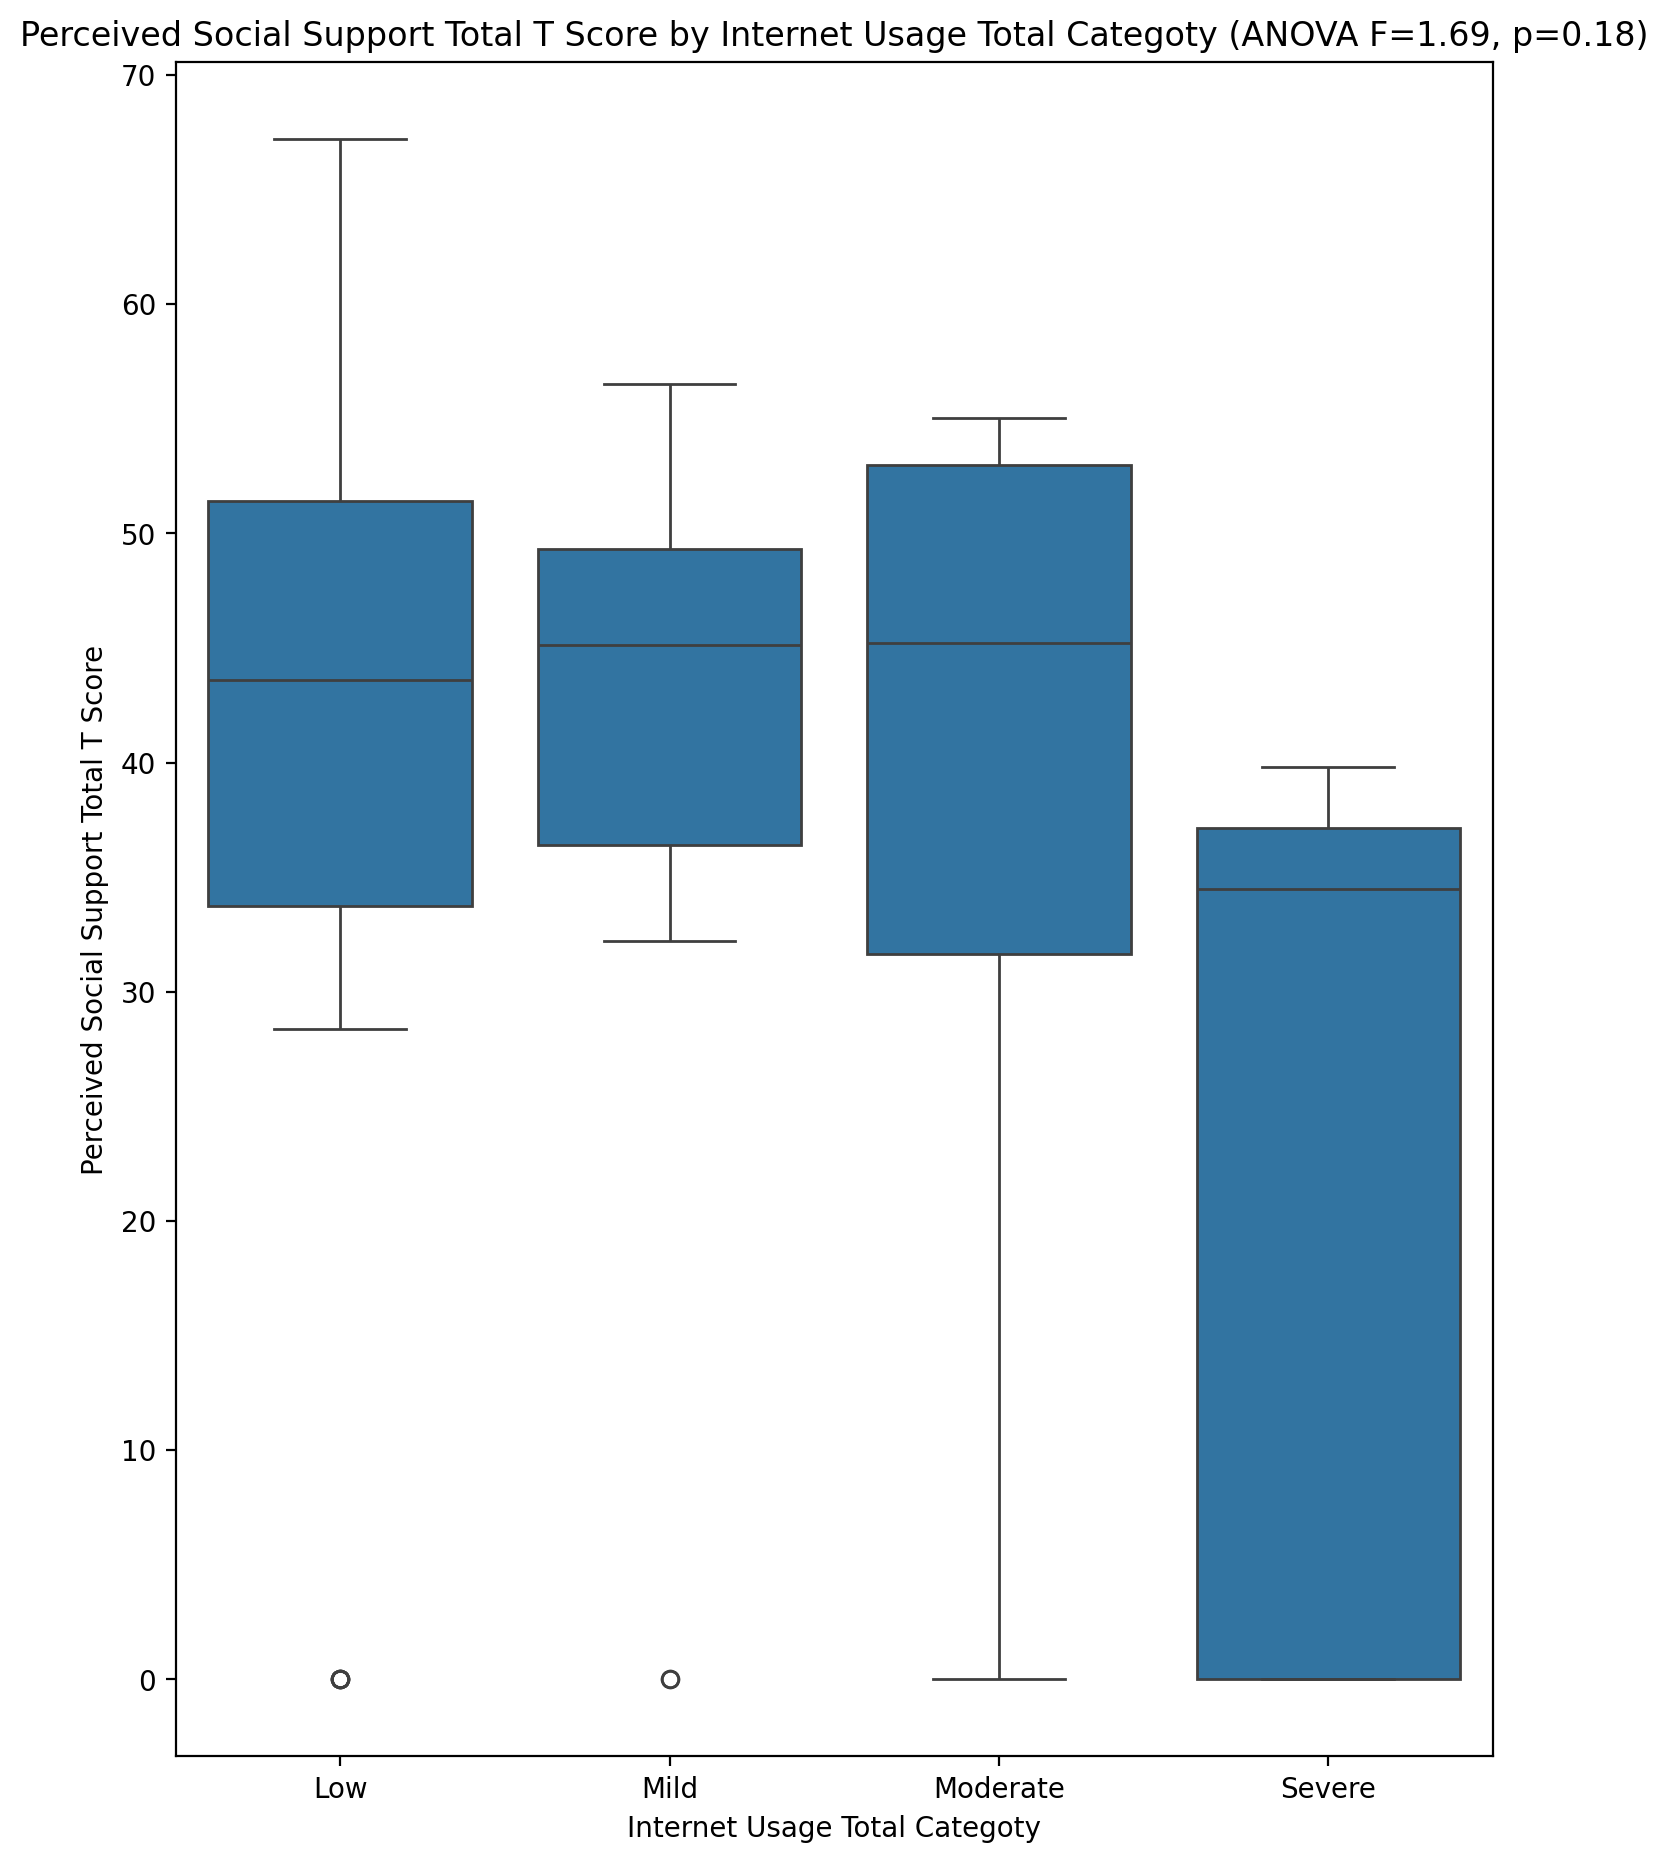 Perceived Social Support Total T Score by Internet Usage Total Categoty (ANOVA F=1.69, p=0.18)
70
60
50
40
30
20
10
0
Perceived Social Support Total T Score
Low
Mild
Moderate
Severe
Internet Usage Total Categoty